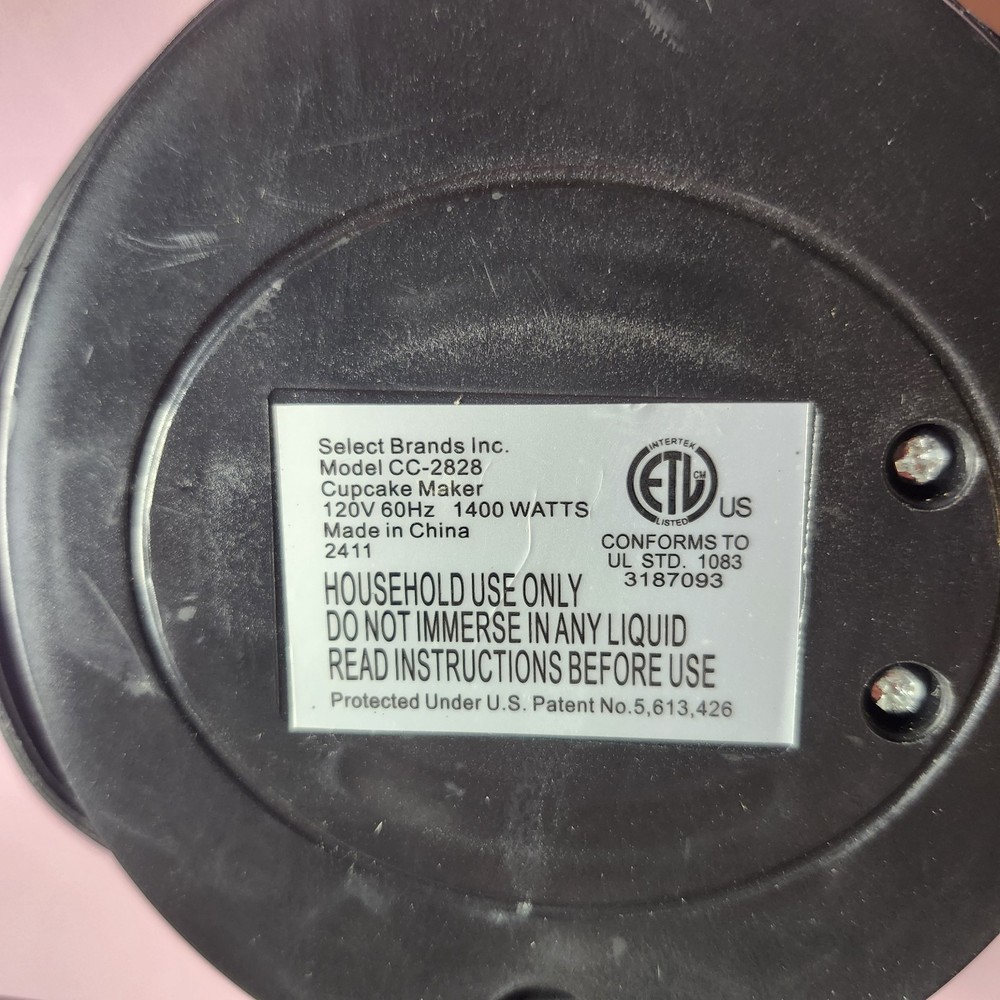 Select Brands Inc.
Model CC-2828
Cupcake Maker
120V 60Hz 1400 WATTS
Made in China
2411
INTERTEK
ETL CM
LISTED
US
CONFORMS TO
UL STD. 1083
3187093
HOUSEHOLD USE ONLY
DO NOT IMMERSE IN ANY LIQUID
READ INSTRUCTIONS BEFORE USE
Protected Under U.S. Patent No.5,613,426